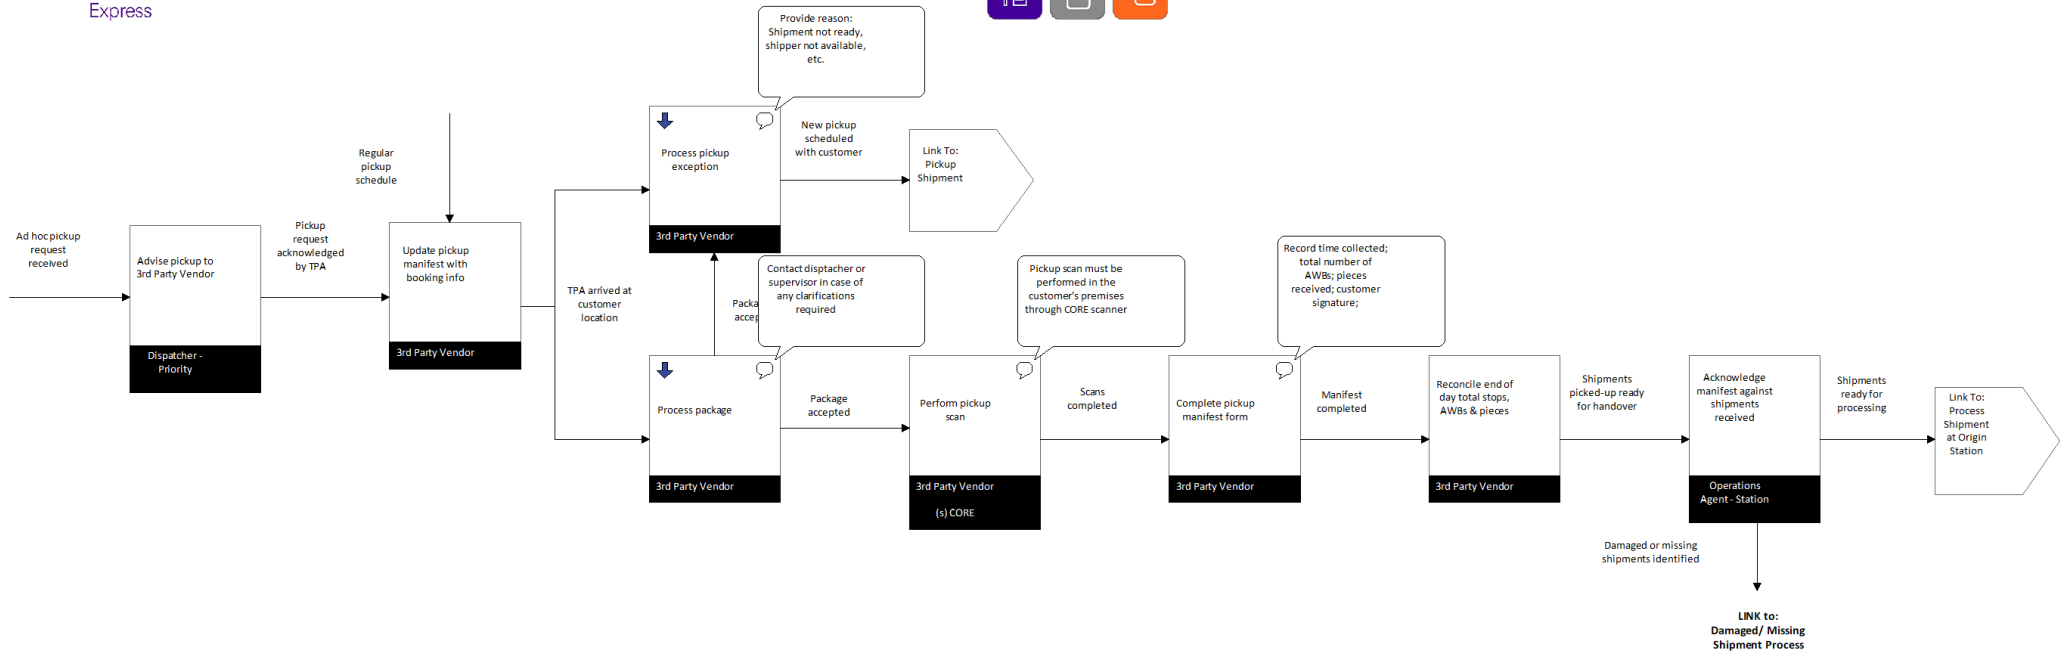 Express
Provide reason:
Shipment not ready,
shipper not available,
etc.
Process pickup
exception
3rd Party Vendor
New pickup
scheduled
with customer
Link To:
Pickup
Shipment
Regular
pickup
schedule
Ad hoc pickup
request
received
Advise pickup to
3rd Party Vendor
Dispatcher -
Priority
Pickup
request
acknowledged
by TPA
Update pickup
manifest with
booking info
3rd Party Vendor
TPA arrived at
customer
location
Contact disptacher or
supervisor in case of
any clarifications
required
Process package
3rd Party Vendor
Package
accepted
Pickup scan must be
performed in the
customer's premises
through CORE scanner
Perform pickup
scan
3rd Party Vendor
(s) CORE
Scans
completed
Record time collected;
total number of
AWBs; pieces
received; customer
signature;
Complete pickup
manifest form
3rd Party Vendor
Manifest
completed
Reconcile end of
day total stops,
AWBs & pieces
3rd Party Vendor
Shipments
picked-up ready
for handover
Acknowledge
manifest against
shipments
received
Operations
Agent - Station
Shipments
ready for
processing
Link To:
Process
Shipment
at Origin
Station
Damaged or missing
shipments identified
LINK to:
Damaged/ Missing
Shipment Process